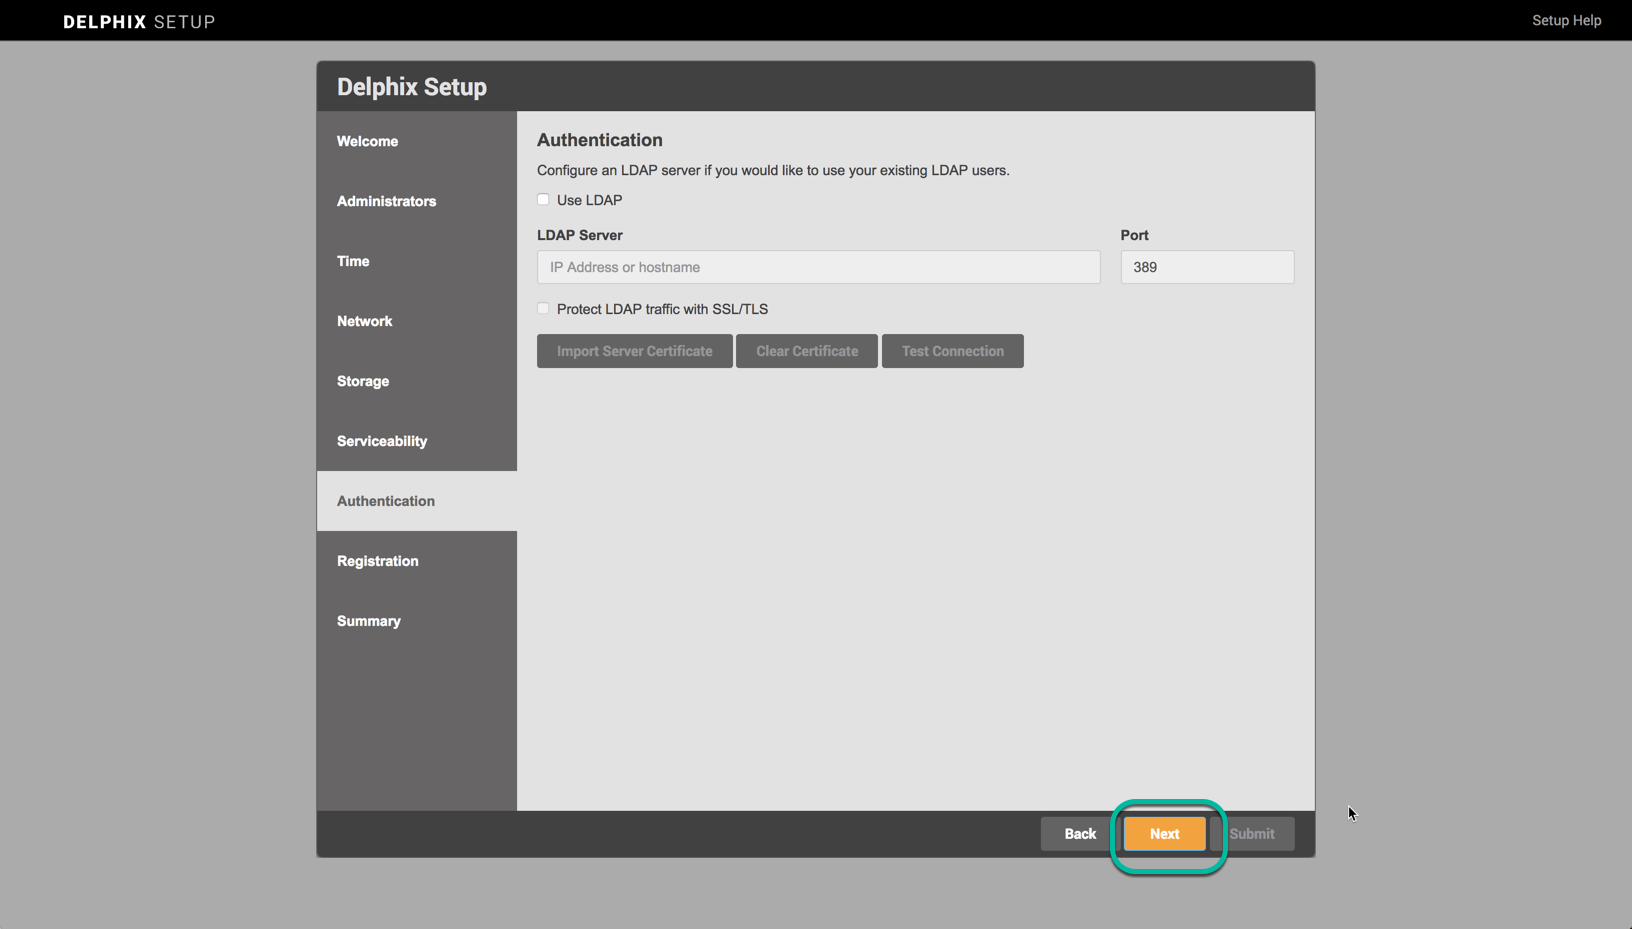 DELPHIX SETUP
Setup Help
Delphix Setup
Welcome
Administrators
Time
Network
Storage
Serviceability
Authentication
Registration
Summary
Authentication
Configure an LDAP server if you would like to use your existing LDAP users.
Use LDAP
LDAP Server
Port
IP Address or hostname
389
Protect LDAP traffic with SSL/TLS
Import Server Certificate
Clear Certificate
Test Connection
Back
Next
Submit